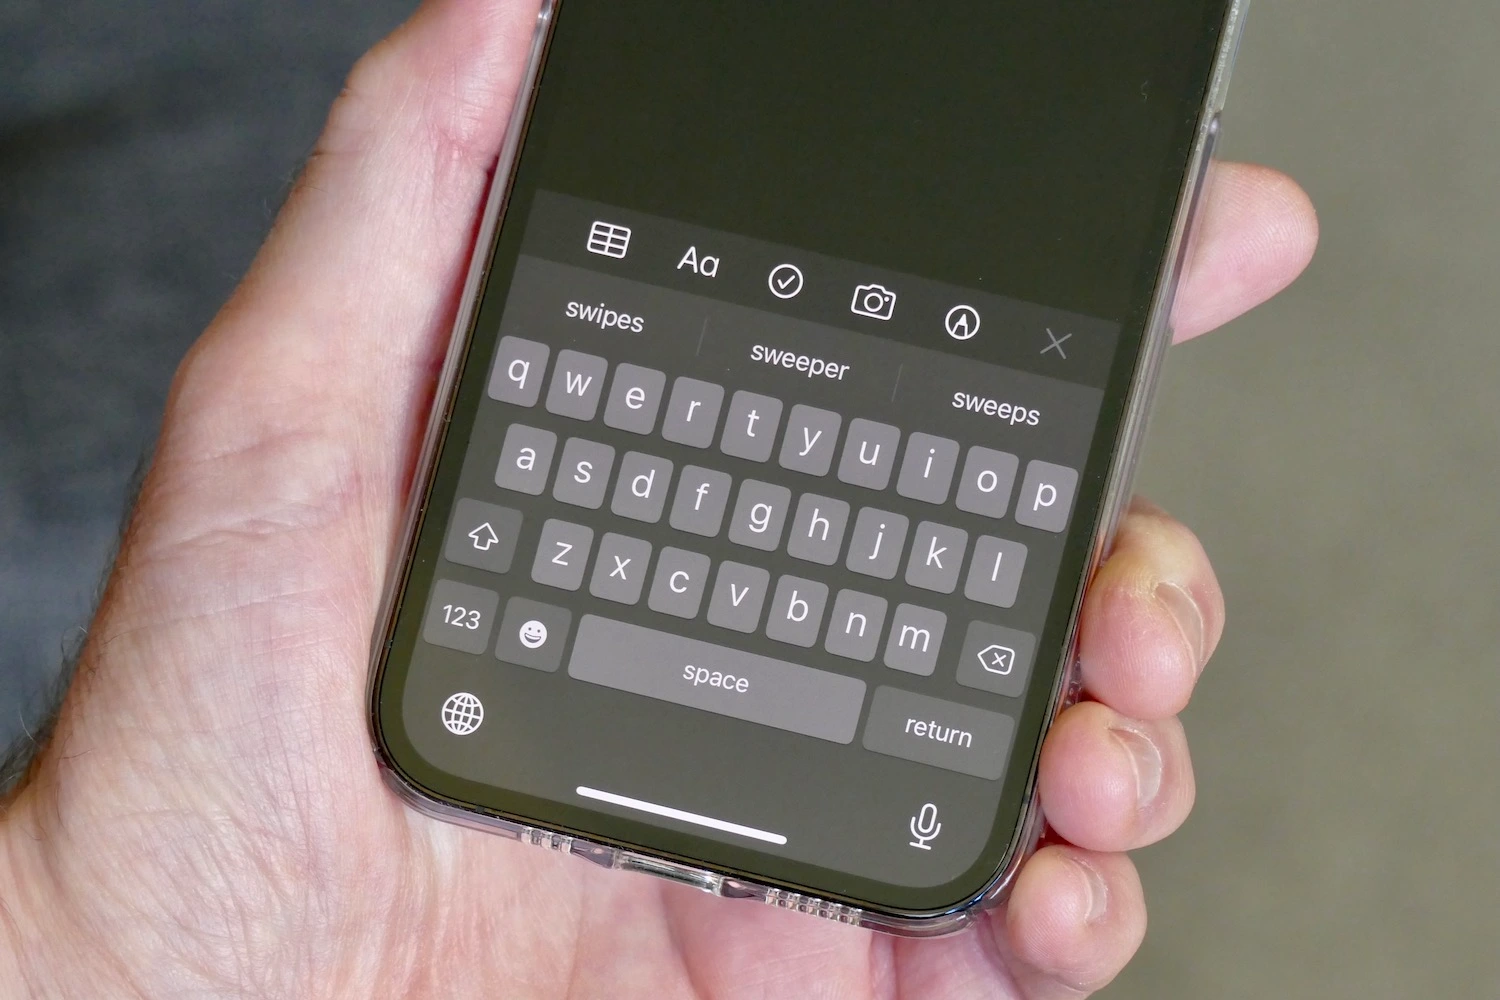 Aa
swipes sweeper sweeps
q w e r t y u i o p
a s d f g h j k l
z x c v b n m
123 space return